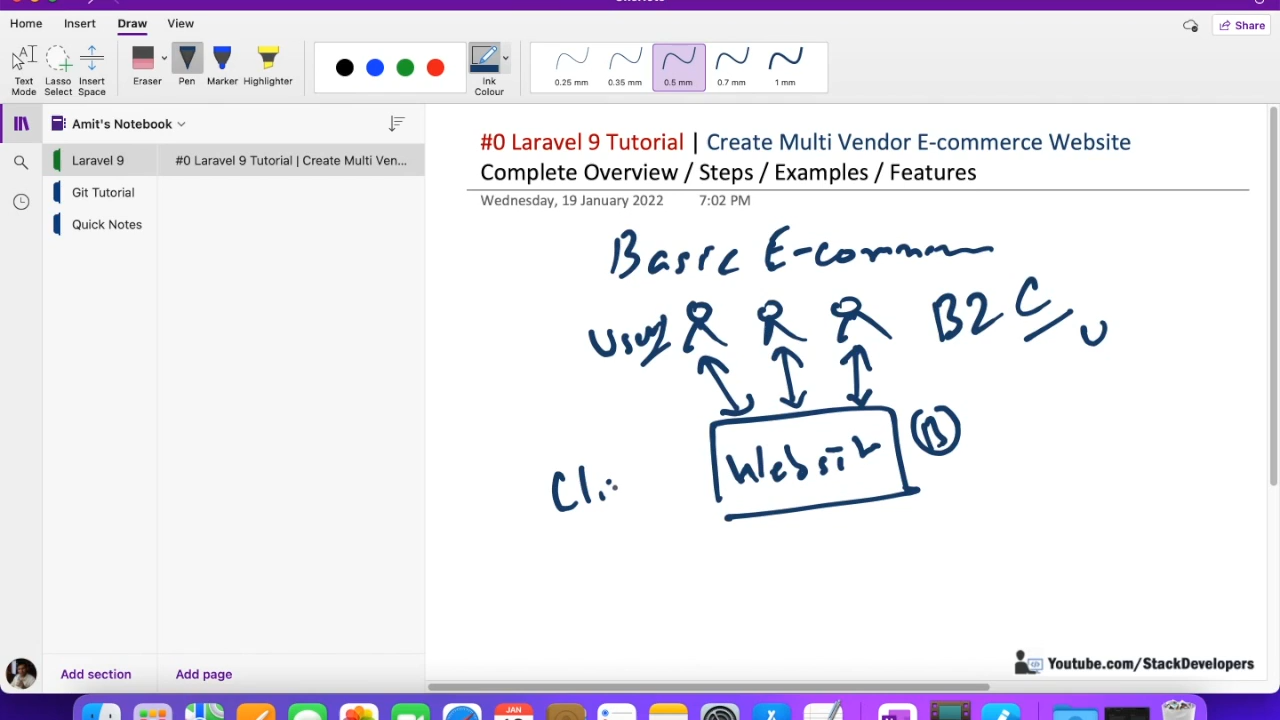 Home Insert Draw View
Share
Text Mode
Lasso Select
Insert Space
Eraser
Pen
Marker
Highlighter
Ink Colour
0.25 mm
0.35 mm
0.5 mm
0.7 mm
1 mm
Amit's Notebook
Laravel 9
#0 Laravel 9 Tutorial | Create Multi Ven...
Git Tutorial
Quick Notes
#0 Laravel 9 Tutorial | Create Multi Vendor E-commerce Website
Complete Overview / Steps / Examples / Features
Wednesday, 19 January 2022 7:02 PM
Basic E-comm
B2C
U
B
Cli
Add section
Add page
Youtube.com/StackDevelopers
JAN